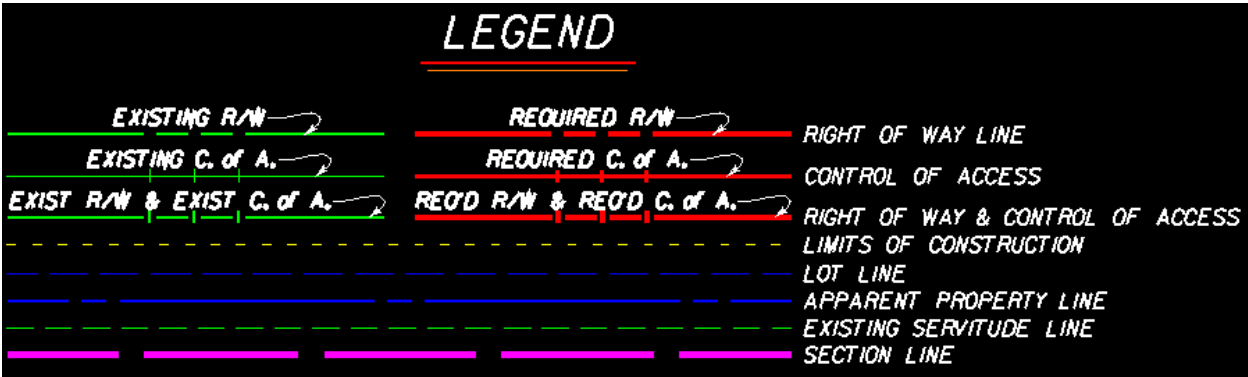 LEGEND
EXISTING R/W
REQUIRED R/W
RIGHT OF WAY LINE
EXISTING C. of A.
REQUIRED C. of A.
CONTROL OF ACCESS
EXIST R/W & EXIST C. of A.
REQ'D R/W & REQ'D C. of A.
RIGHT OF WAY & CONTROL OF ACCESS
LIMITS OF CONSTRUCTION
LOT LINE
APPARENT PROPERTY LINE
EXISTING SERVITUDE LINE
SECTION LINE